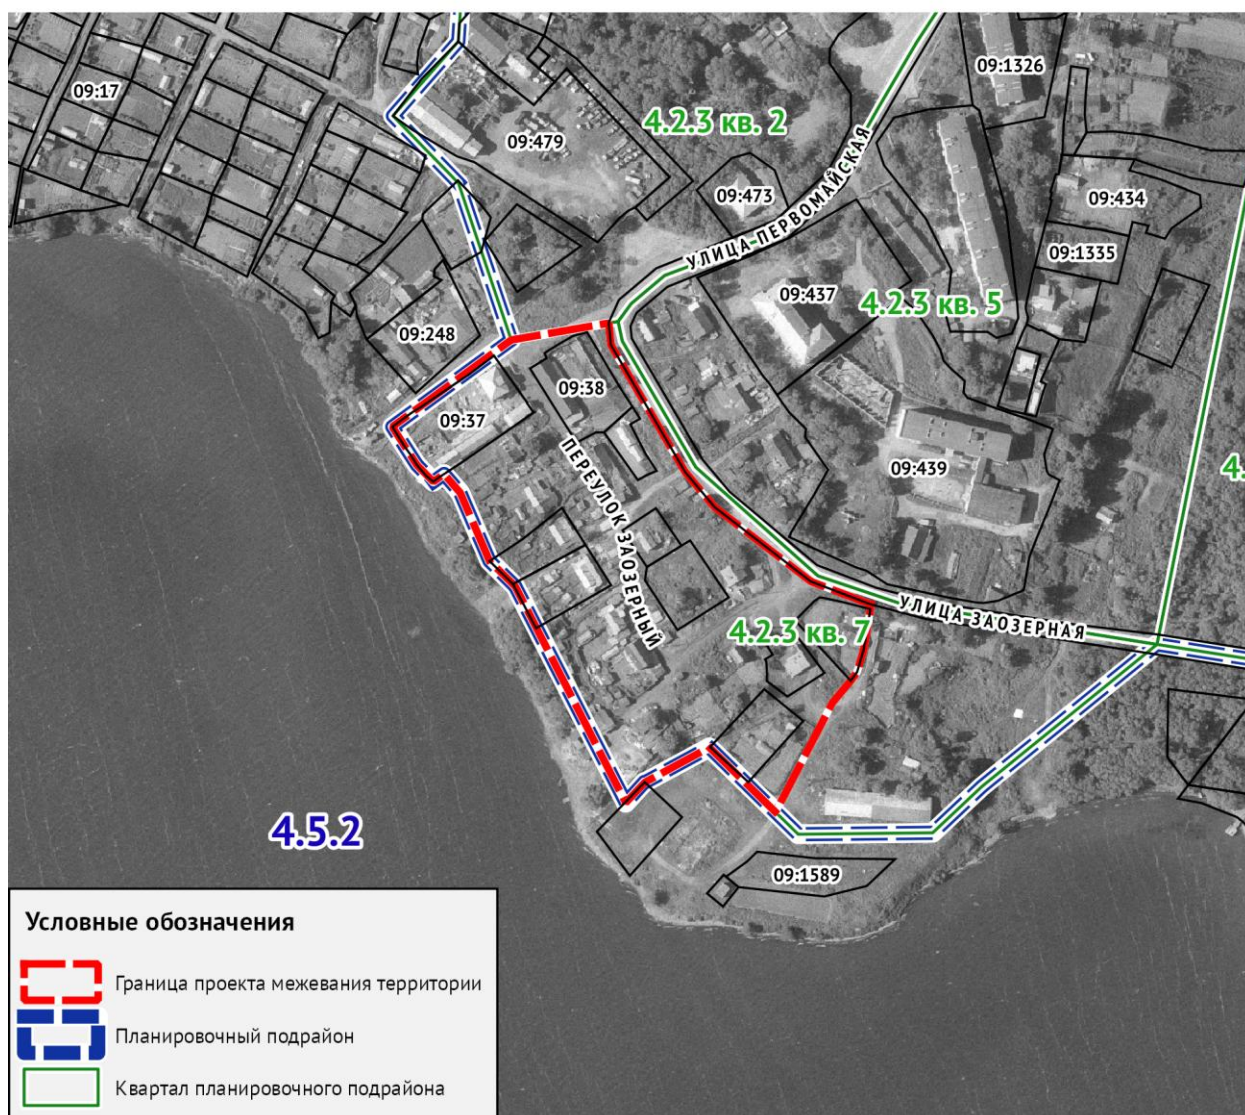 09:1326
09:17
4.2.3 кв. 2
09:479
09:473
09:434
УЛИЦА ПЕРВОМАЙСКАЯ
09:1335
09:437
4.2.3 кв. 5
09:248
09:38
09:37
09:439
4.
ПЕРЕУЛОК ЗАОЗЕРНЫЙ
УЛИЦА ЗАОЗЕРНАЯ
4.2.3 кв. 7
4.5.2
09:1589
Условные обозначения
Граница проекта межевания территории
Планировочный подрайон
Квартал планировочного подрайона